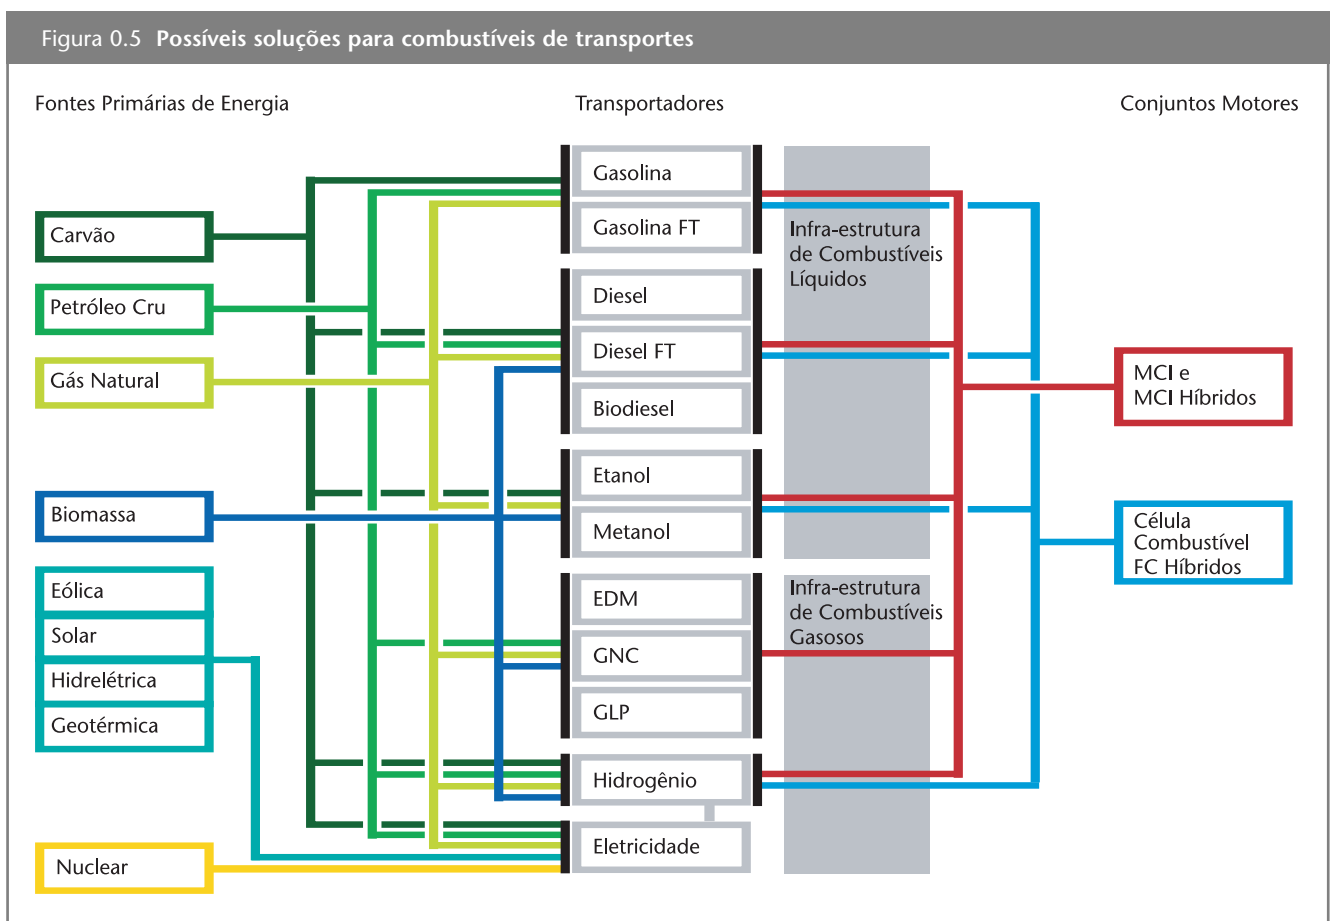 Figura 0.5 Possíveis soluções para combustíveis de transportes
Fontes Primárias de Energia
Transportadores
Conjuntos Motores
Carvão
Petróleo Cru
Gás Natural
Biomassa
Eólica
Solar
Hidrelétrica
Geotérmica
Nuclear
Gasolina
Gasolina FT
Diesel
Diesel FT
Biodiesel
Etanol
Metanol
EDM
GNC
GLP
Hidrogênio
Eletricidade
Infra-estrutura
de Combustíveis
Líquidos
Infra-estrutura
de Combustíveis
Gasosos
MCI e
MCI Híbridos
Célula
Combustível
FC Híbridos